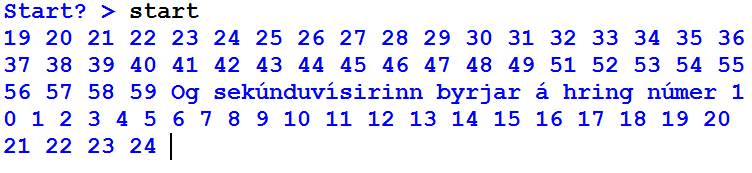 Start? > start
19 20 21 22 23 24 25 26 27 28 29 30 31 32 33 34 35 36
37 38 39 40 41 42 43 44 45 46 47 48 49 51 52 53 54 55
56 57 58 59 Og sekúnduvísirinn byrjar á hring númer 1
0 1 2 3 4 5 6 7 8 9 10 11 12 13 14 15 16 17 18 19 20
21 22 23 24